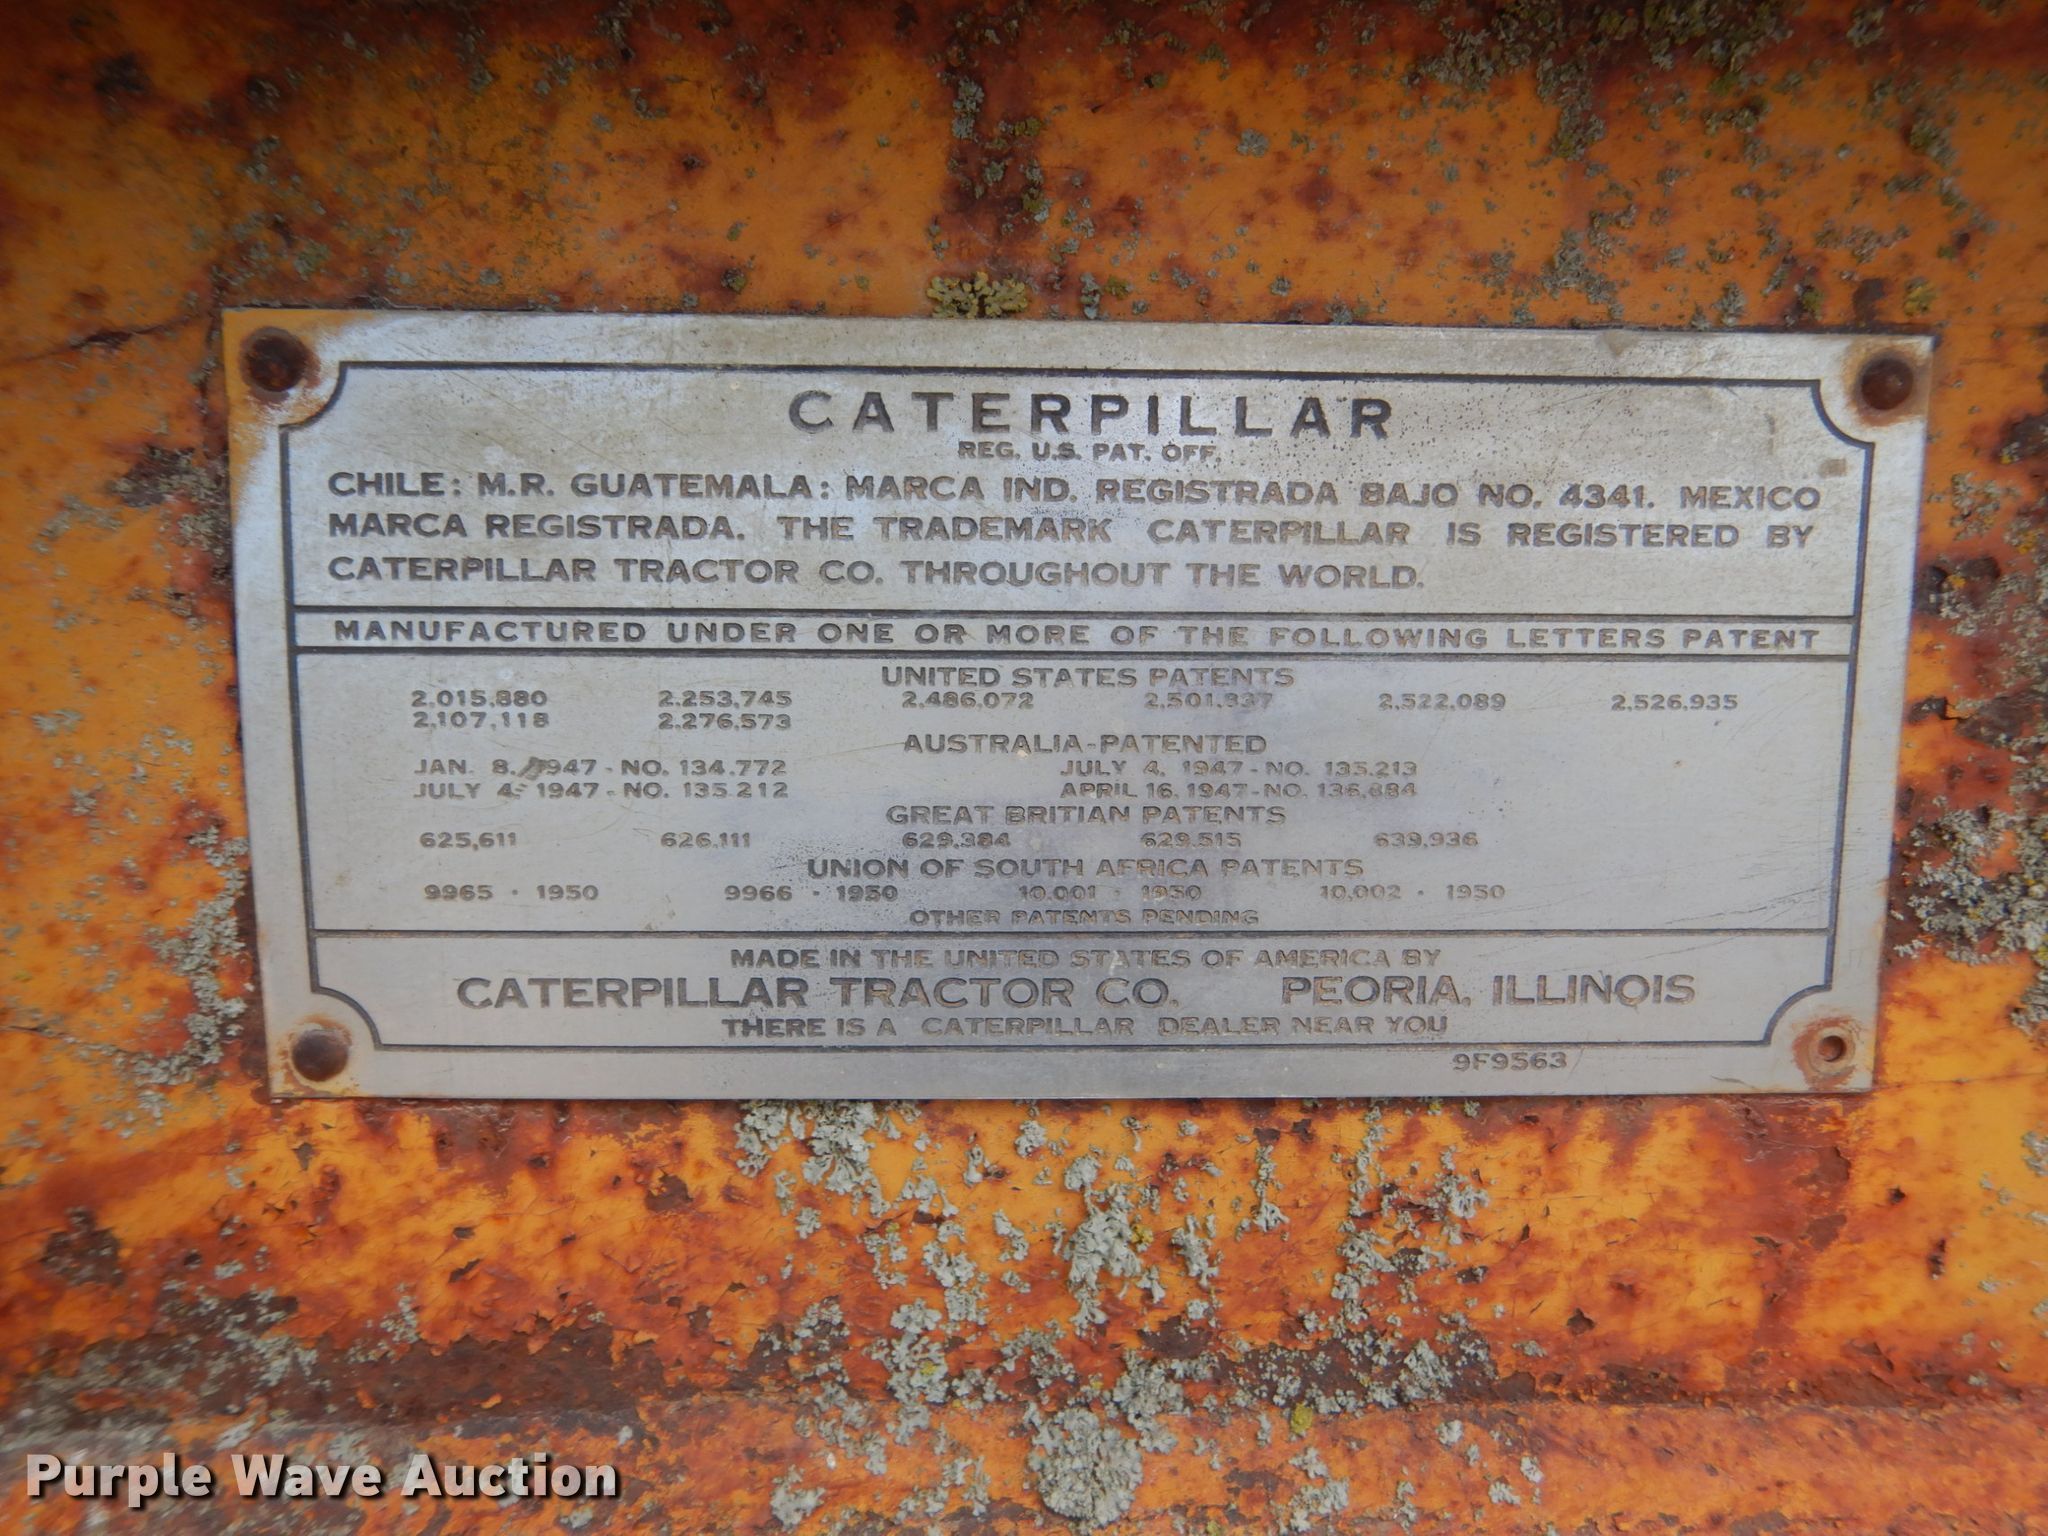 CATERPILLAR
REG. U.S. PAT. OFF.
CHILE: M.R. GUATEMALA: MARCA IND. REGISTRADA BAJO NO. 4341. MEXICO
MARCA REGISTRADA. THE TRADEMARK CATERPILLAR IS REGISTERED BY
CATERPILLAR TRACTOR CO. THROUGHOUT THE WORLD.
MANUFACTURED UNDER ONE OR MORE OF THE FOLLOWING LETTERS PATENT
UNITED STATES PATENTS
2,015,880 2,253,745 2,486,072 2,522,089 2,526,935
2,107,118 2,276,573
AUSTRALIA-PATENTED
JAN. 8, 1947 - NO. 134,772 JULY 4, 1947 - NO. 135,213
JULY 4, 1947 - NO. 135,212 APRIL 16, 1947 - NO. 136,884
GREAT BRITIAN PATENTS
625,611 626,111 629,384 629,515 639,936
UNION OF SOUTH AFRICA PATENTS
9965 · 1950 9966 · 1950 10,001 · 1950 10,002 · 1950
OTHER PATENTS PENDING
MADE IN THE UNITED STATES OF AMERICA BY
CATERPILLAR TRACTOR CO. PEORIA, ILLINOIS
THERE IS A CATERPILLAR DEALER NEAR YOU
9F9563
Purple Wave Auction